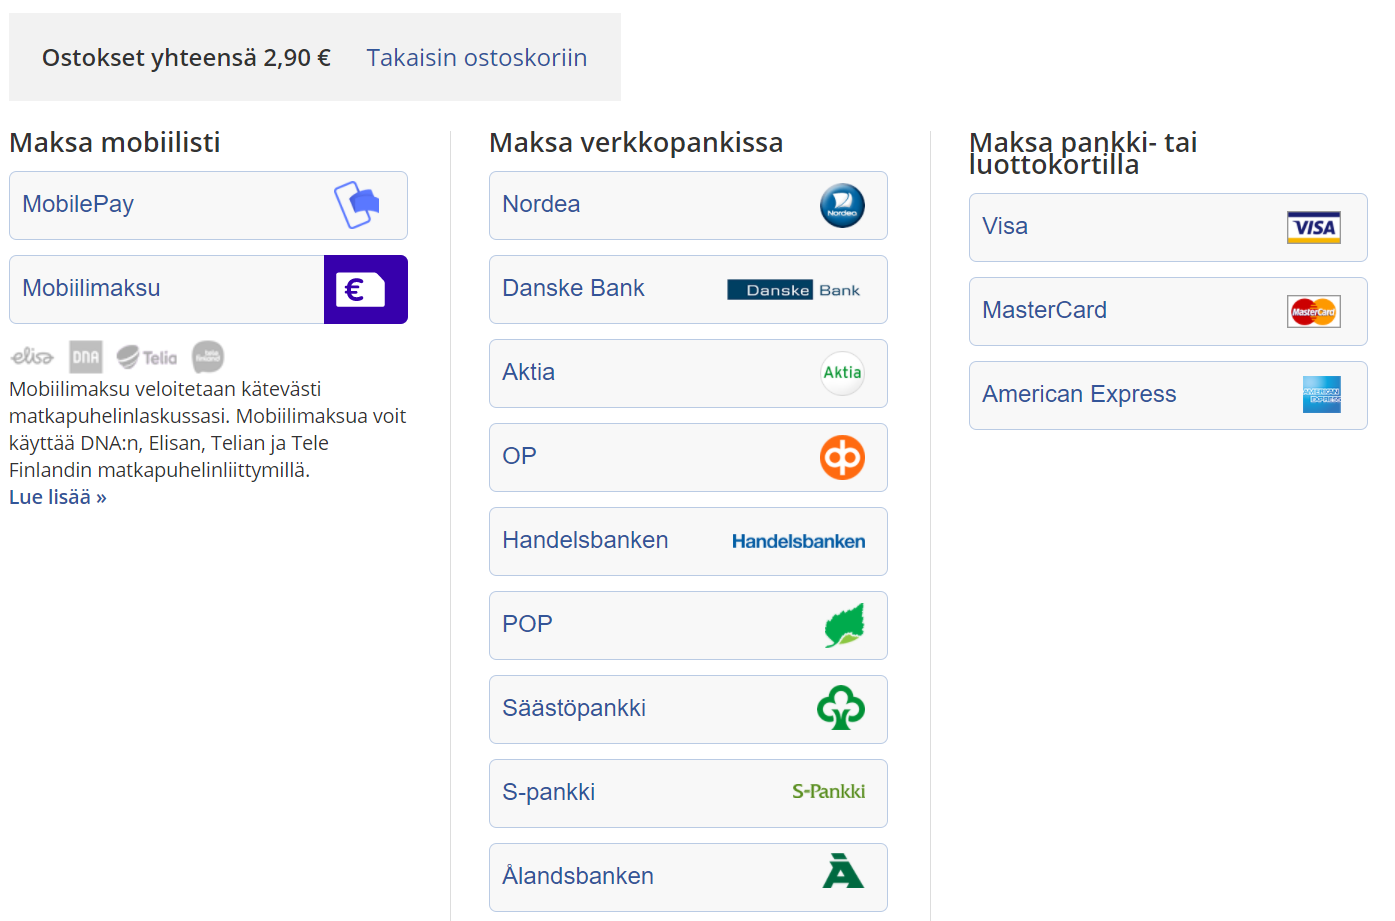 Ostokset yhteensä 2,90 € Takaisin ostoskoriin
Maksa mobiilisti
MobilePay
Mobiilimaksu €
elisa DNA Telia tele finland
Mobiilimaksu veloitetaan kätevästi
matkapuhelinlaskussasi. Mobiilimaksua voit
käyttää DNA:n, Elisan, Telian ja Tele
Finlandin matkapuhelinliittymillä.
Lue lisää »
Maksa verkkopankissa
Nordea Nordea
Danske Bank Danske Bank
Aktia Aktia
OP
Handelsbanken Handelsbanken
POP
Säästöpankki
S-pankki S-Pankki
Ålandsbanken
Maksa pankki- tai
luottokortilla
Visa VISA
MasterCard MasterCard
American Express AMERICAN EXPRESS